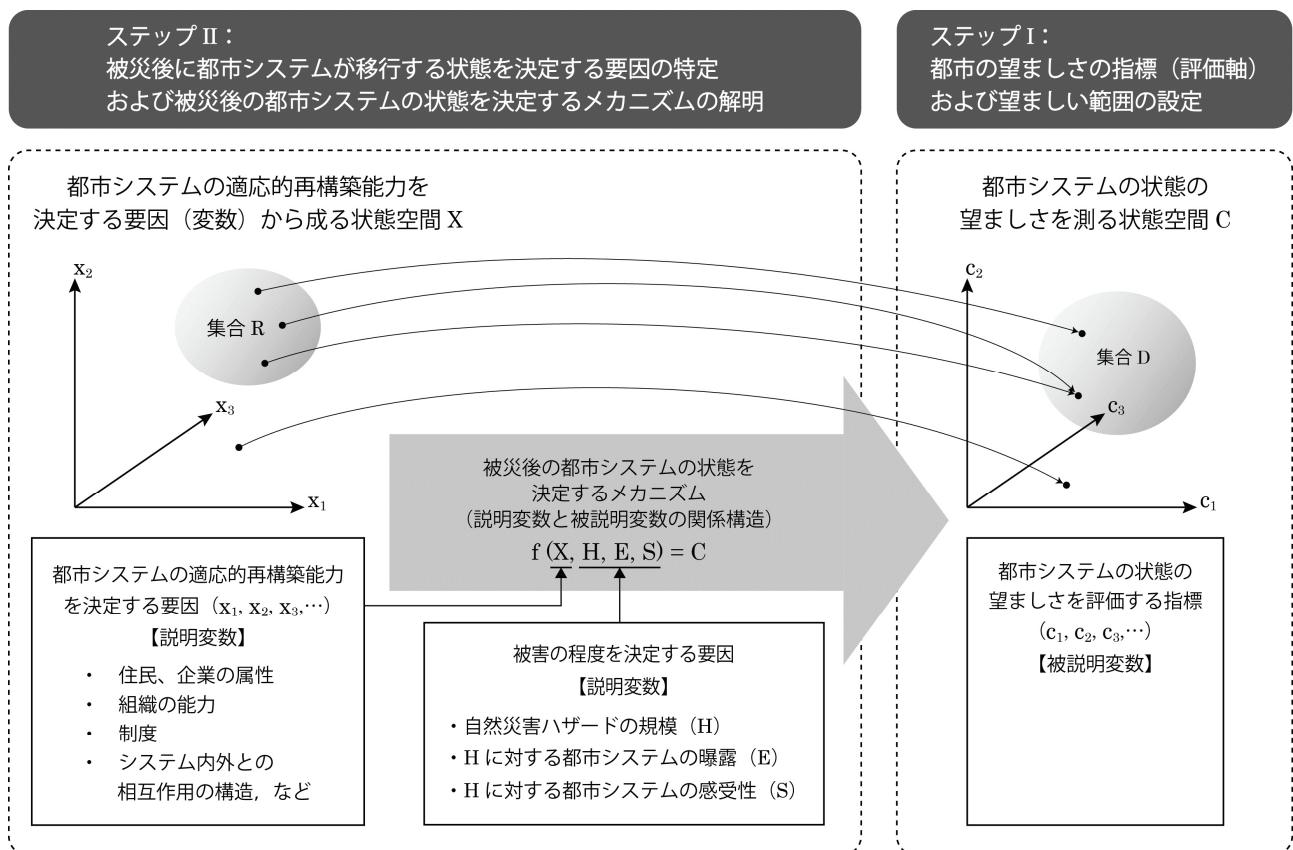 ステップ II：
被災後に都市システムが移行する状態を決定する要因の特定
および被災後の都市システムの状態を決定するメカニズムの解明
ステップ I：
都市の望ましさの指標（評価軸）
および望ましい範囲の設定
都市システムの適応的再構築能力を
決定する要因（変数）から成る状態空間 X
x₂
集合 R
x₃
x₁
都市システムの状態の
望ましさを測る状態空間 C
c₂
集合 D
c₃
c₁
被災後の都市システムの状態を
決定するメカニズム
（説明変数と被説明変数の関係構造）
f (X, H, E, S) = C
都市システムの適応的再構築能力
を決定する要因（x₁, x₂, x₃,…）
【説明変数】
・ 住民、企業の属性
・ 組織の能力
・ 制度
・ システム内外との
相互作用の構造，など
被害の程度を決定する要因
【説明変数】
・自然災害ハザードの規模（H）
・H に対する都市システムの曝露（E）
・H に対する都市システムの感受性（S）
都市システムの状態の
望ましさを評価する指標
（c₁, c₂, c₃,…）
【被説明変数】